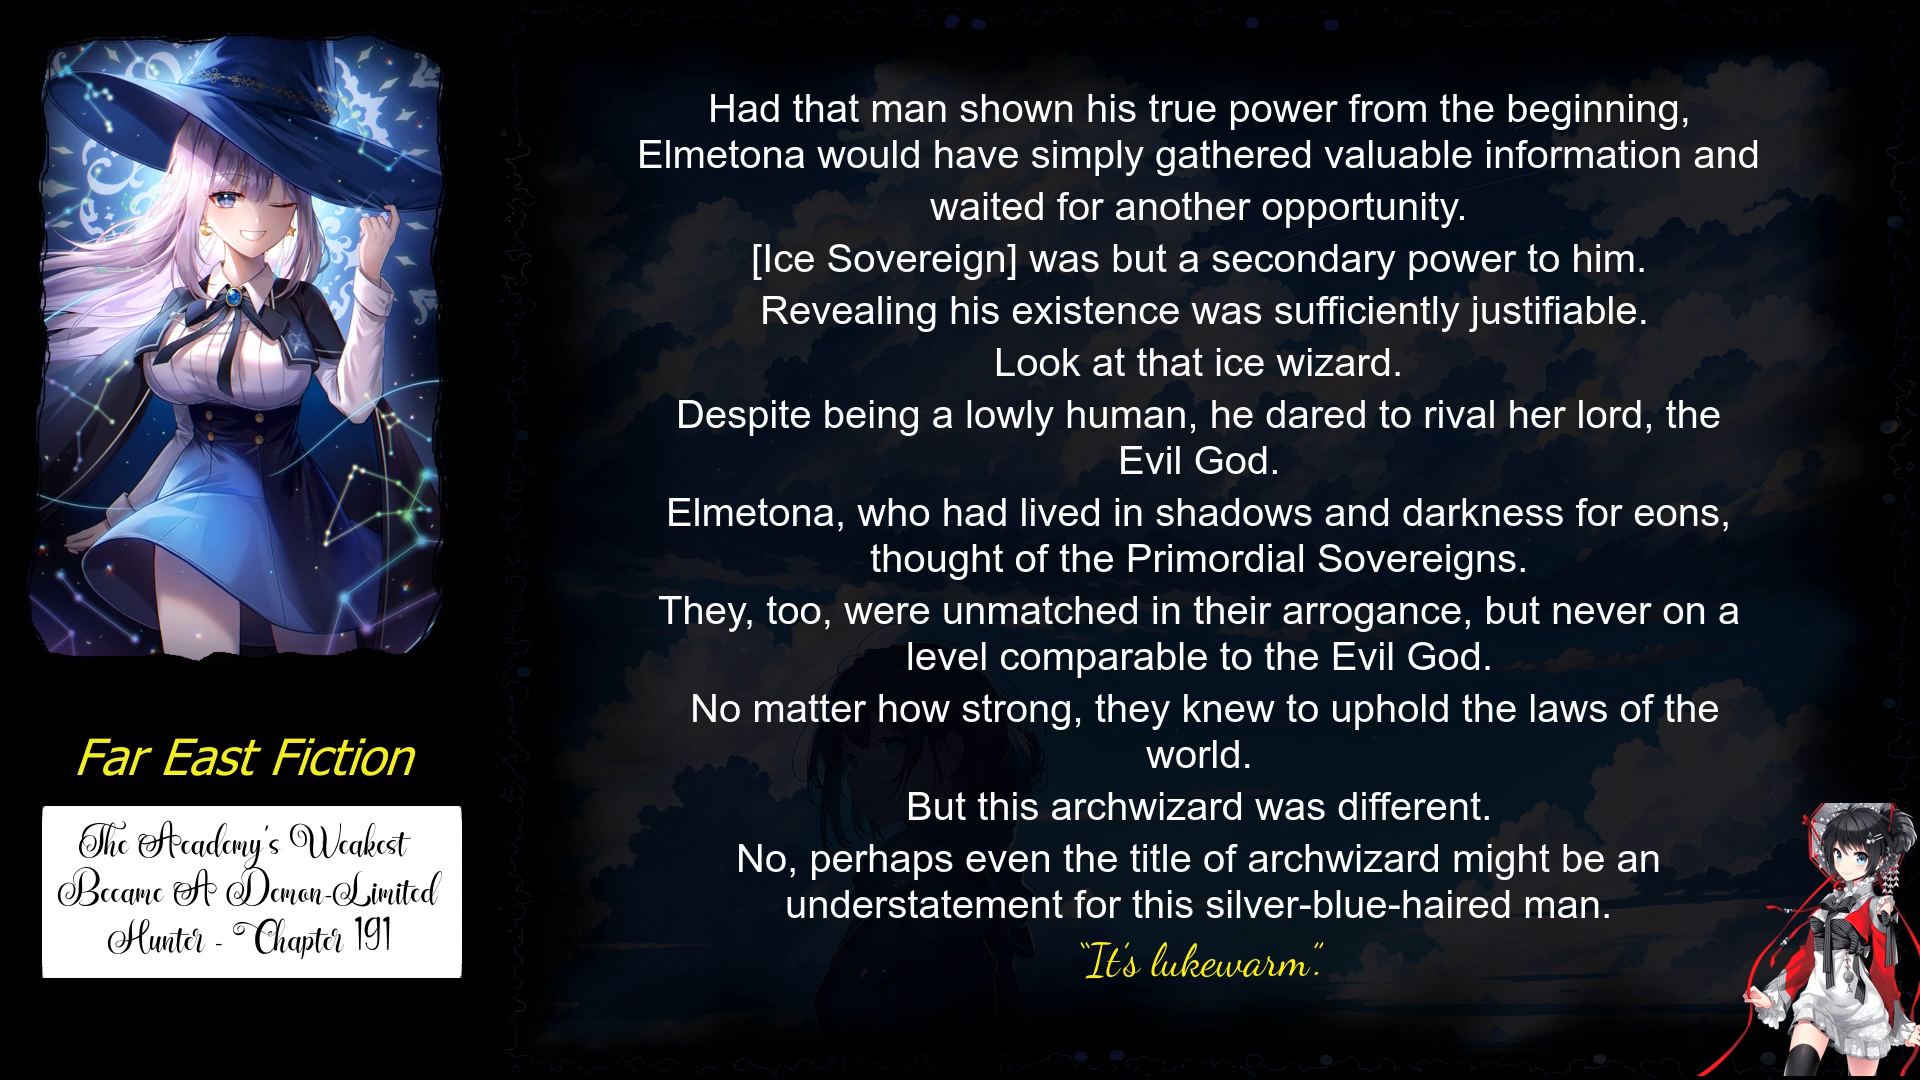 Had that man shown his true power from the beginning,
Elmetona would have simply gathered valuable information and
waited for another opportunity.
[Ice Sovereign] was but a secondary power to him.
Revealing his existence was sufficiently justifiable.
Look at that ice wizard.
Despite being a lowly human, he dared to rival her lord, the
Evil God.
Elmetona, who had lived in shadows and darkness for eons,
thought of the Primordial Sovereigns.
They, too, were unmatched in their arrogance, but never on a
level comparable to the Evil God.
No matter how strong, they knew to uphold the laws of the
world.
But this archwizard was different.
No, perhaps even the title of archwizard might be an
understatement for this silver-blue-haired man.
“It’s lukewarm.”
Far East Fiction
The Academy's Weakest
Became A Demon-Limited
Hunter - Chapter 191